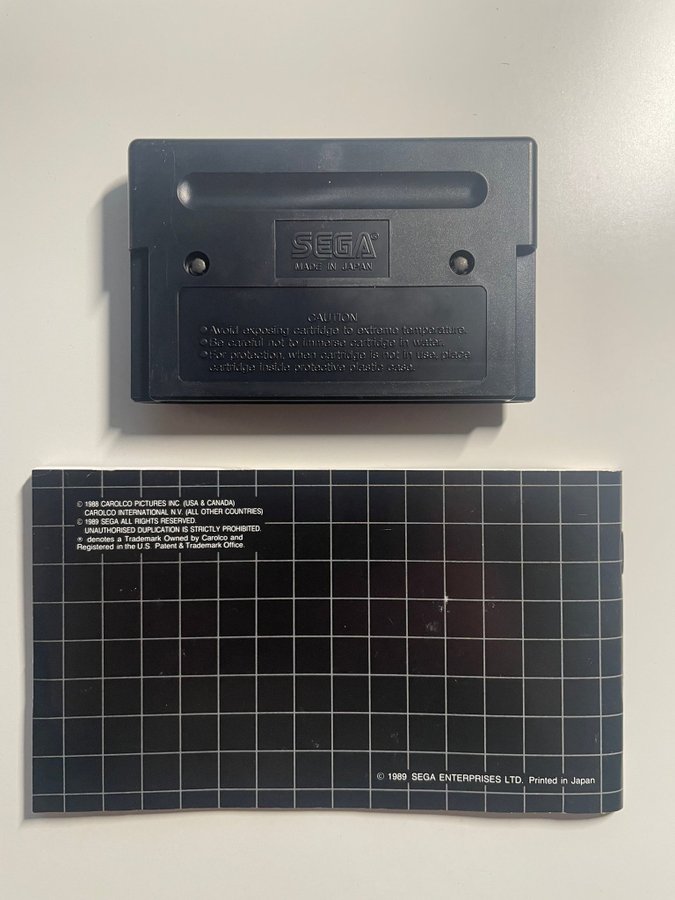 SEGA®
MADE IN JAPAN
CAUTION
• Avoid exposing cartridge to extreme temperature.
• Be careful not to immerse cartridge in water.
• For protection, when cartridge is not in use, place
cartridge inside protective plastic case.
© 1988 CAROLCO PICTURES INC (USA & CANADA)
CAROLCO INTERNATIONAL N.V. (ALL OTHER COUNTRIES)
© 1989 SEGA ALL RIGHTS RESERVED.
UNAUTHORISED DUPLICATION IS STRICTLY PROHIBITED.
® denotes a Trademark Owned by Carolco and
Registered in the U.S. Patent & Trademark Office.
© 1989 SEGA ENTERPRISES LTD. Printed in Japan